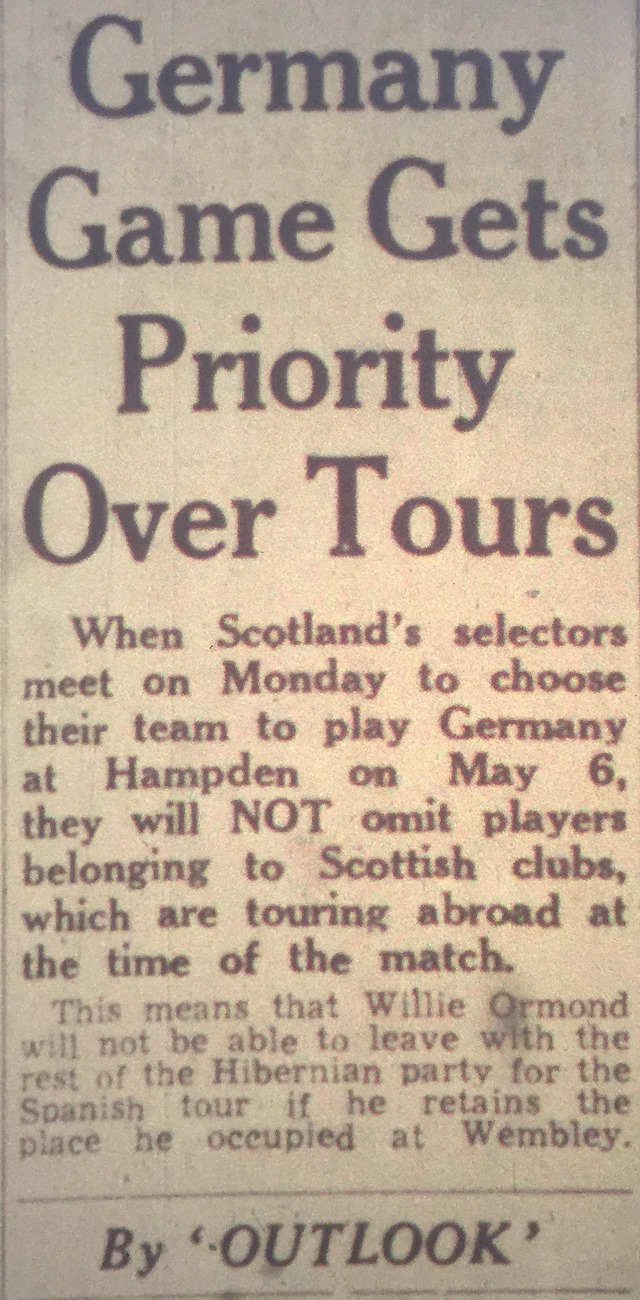 Germany
Game Gets
Priority
Over Tours
When Scotland's selectors
meet on Monday to choose
their team to play Germany
at Hampden on May 6,
they will NOT omit players
belonging to Scottish clubs,
which are touring abroad at
the time of the match.
This means that Willie Ormond
will not be able to leave with the
rest of the Hibernian party for the
Spanish tour if he retains the
place he occupied at Wembley.
By 'OUTLOOK'